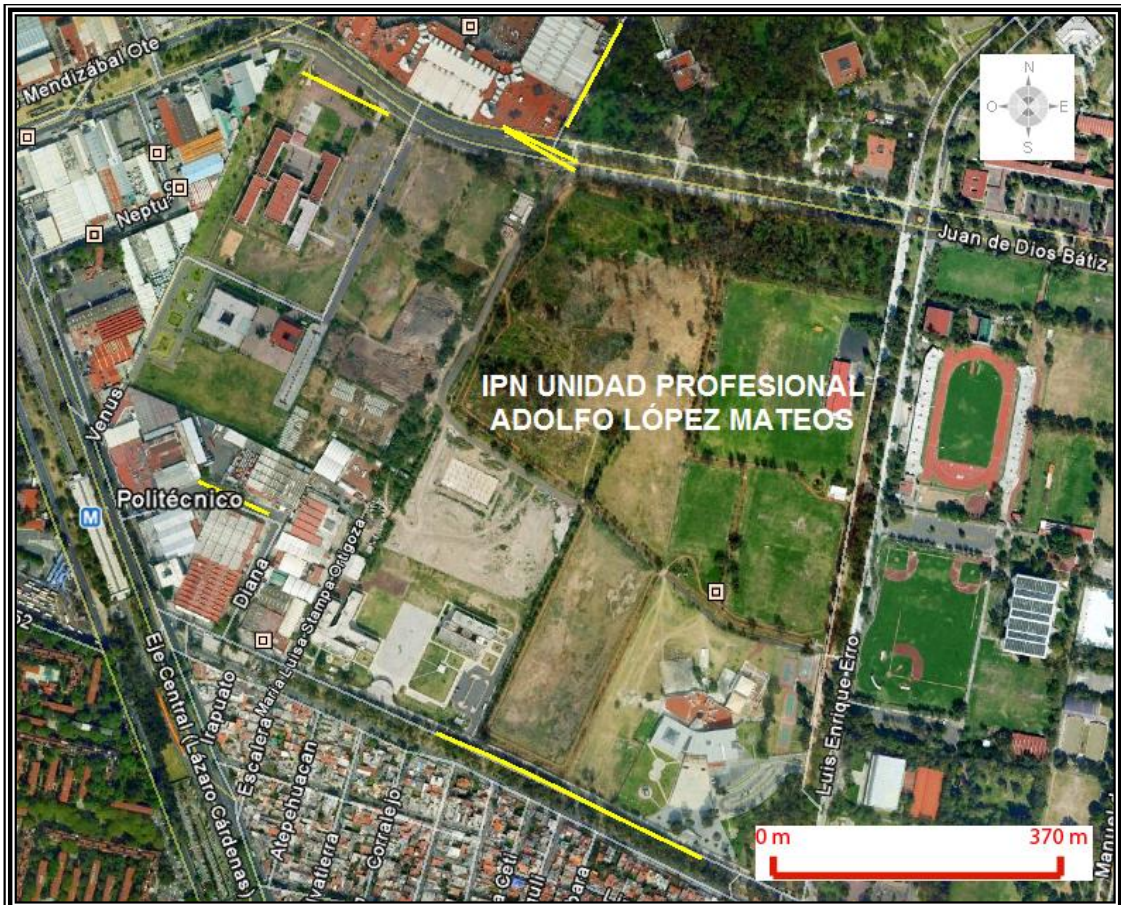 Mendizábal Ote
N
O
E
S
Juan de Dios Bátiz
Venus
IPN UNIDAD PROFESIONAL
ADOLFO LÓPEZ MATEOS
Politécnico
M
Diana
Escalera
María Luisa Stampa Ortigoza
Irapuato
Eje Central (Lázaro Cárdenas)
Atepehuacan
Corralejo
Luis Enrique Erro
0 m
370 m